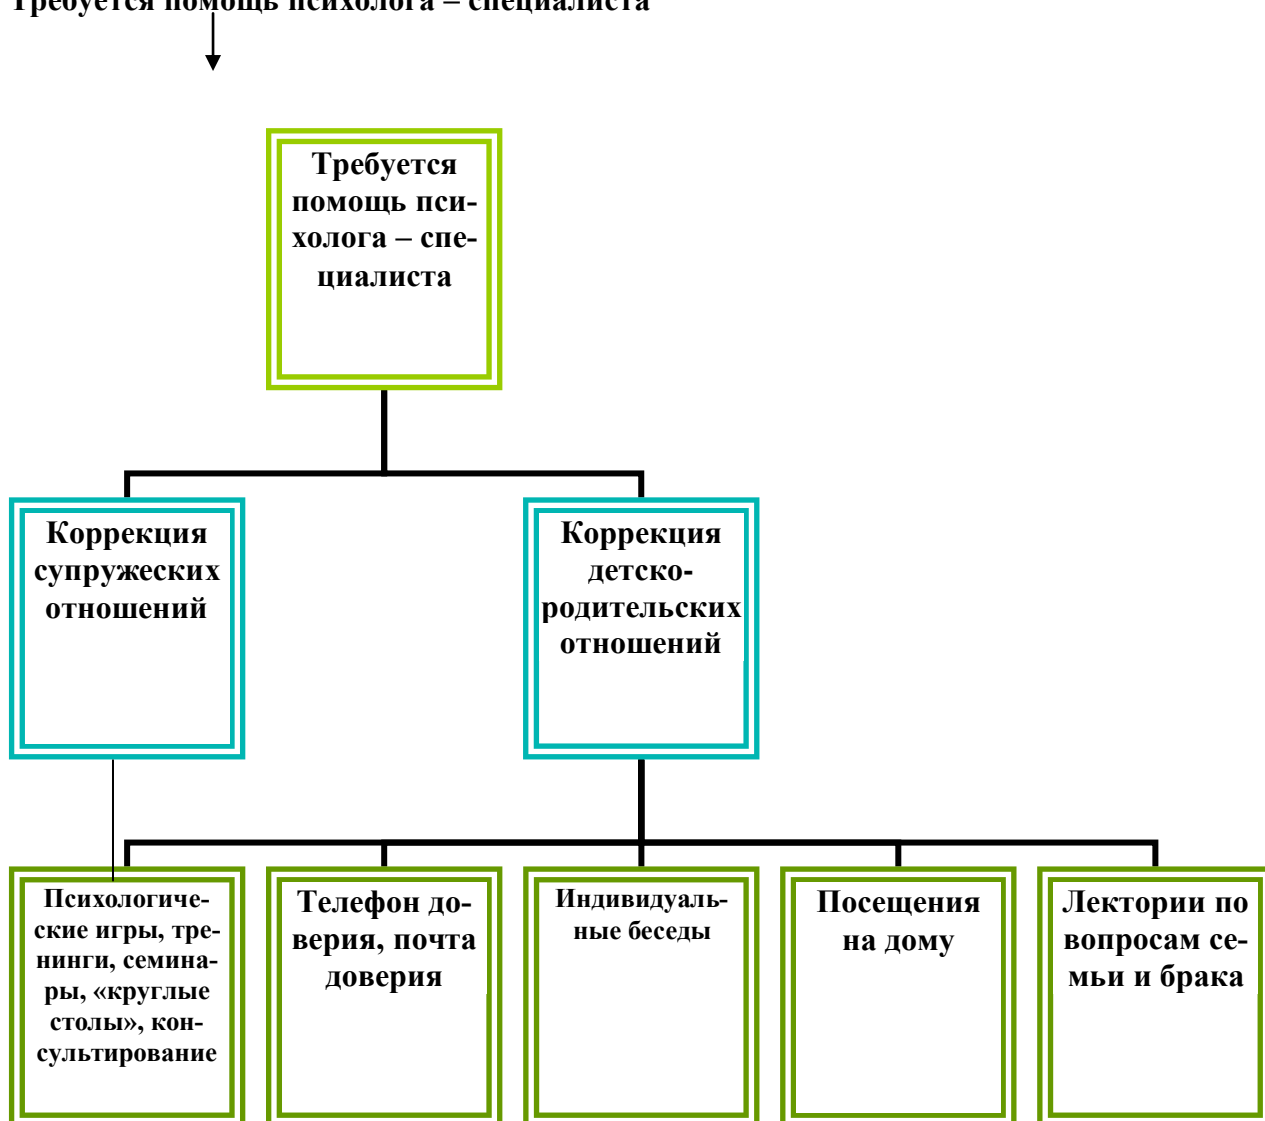 Требуется помощь психолога – специалиста
Требуется
помощь пси-
холога – спе-
циалиста
Коррекция
супружеских
отношений
Коррекция
детско-
родительских
отношений
Психологиче-
ские игры, тре-
нинги, семина-
ры, «круглые
столы», кон-
сультирование
Телефон до-
верия, почта
доверия
Индивидуаль-
ные беседы
Посещения
на дому
Лектории по
вопросам се-
мьи и брака